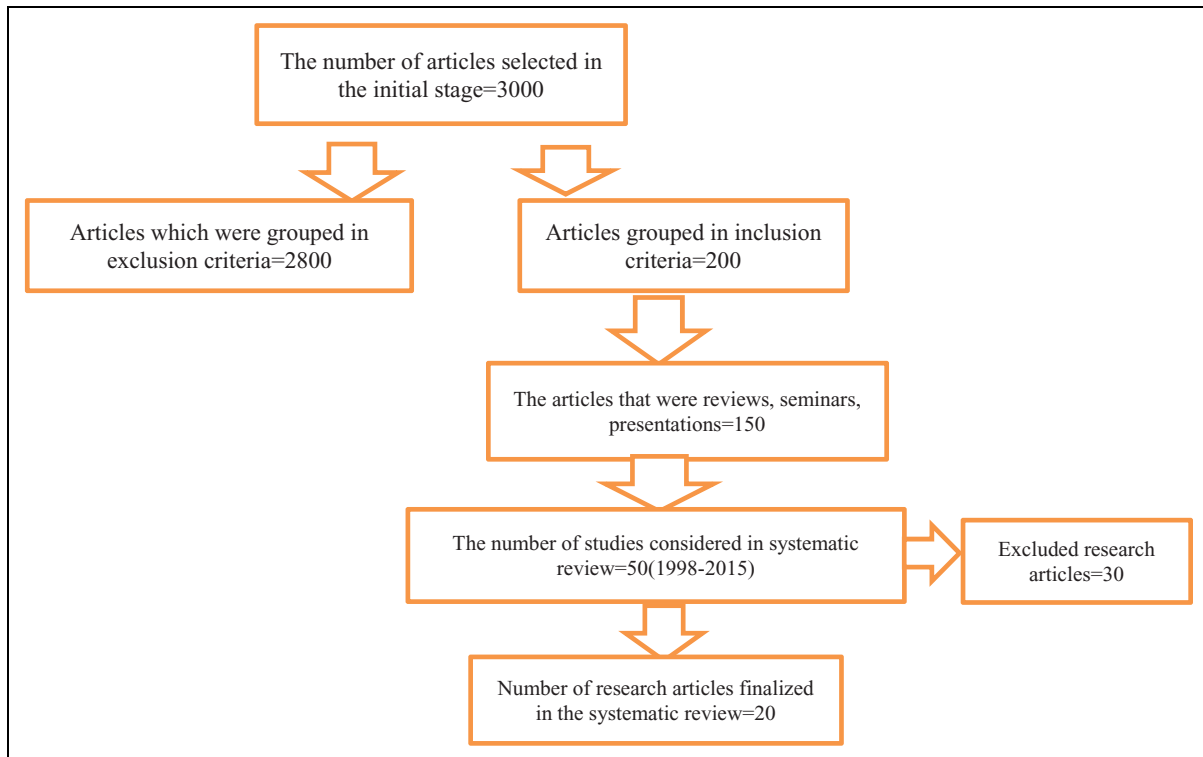 The number of articles selected in
the initial stage=3000
Articles which were grouped in
exclusion criteria=2800
Articles grouped in inclusion
criteria=200
The articles that were reviews, seminars,
presentations=150
The number of studies considered in systematic
review=50(1998-2015)
Excluded research
articles=30
Number of research articles finalized
in the systematic review=20